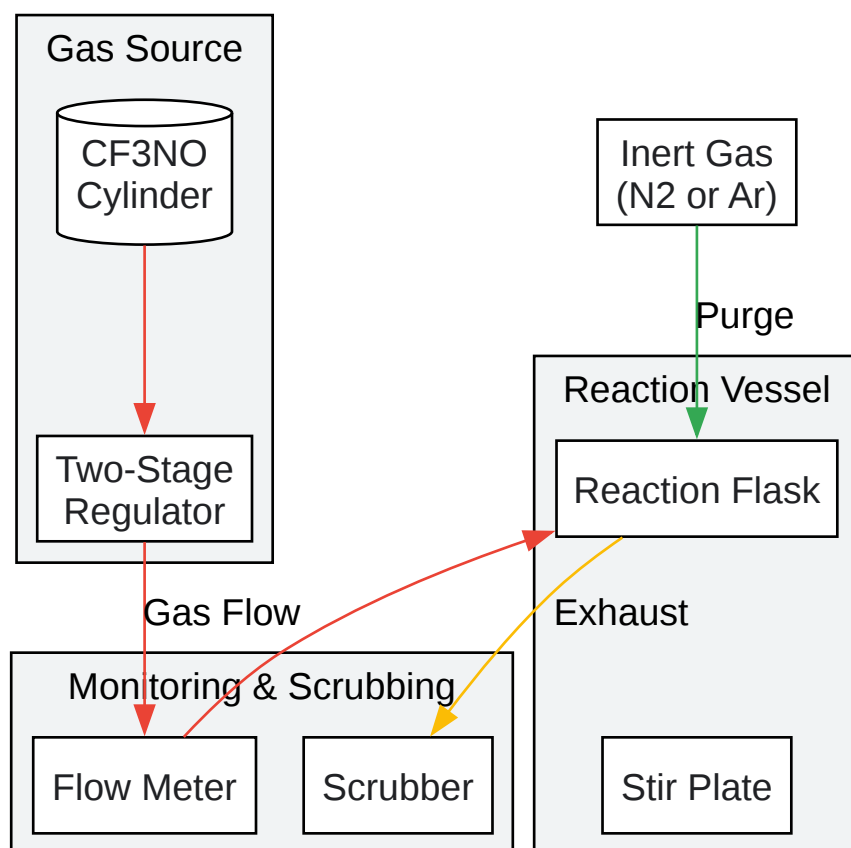 Gas Source
CF3NO
Cylinder
Inert Gas
(N2 or Ar)
Purge
Reaction Vessel
Two-Stage
Regulator
Reaction Flask
Gas Flow
Exhaust
Monitoring & Scrubbing
Flow Meter
Scrubber
Stir Plate